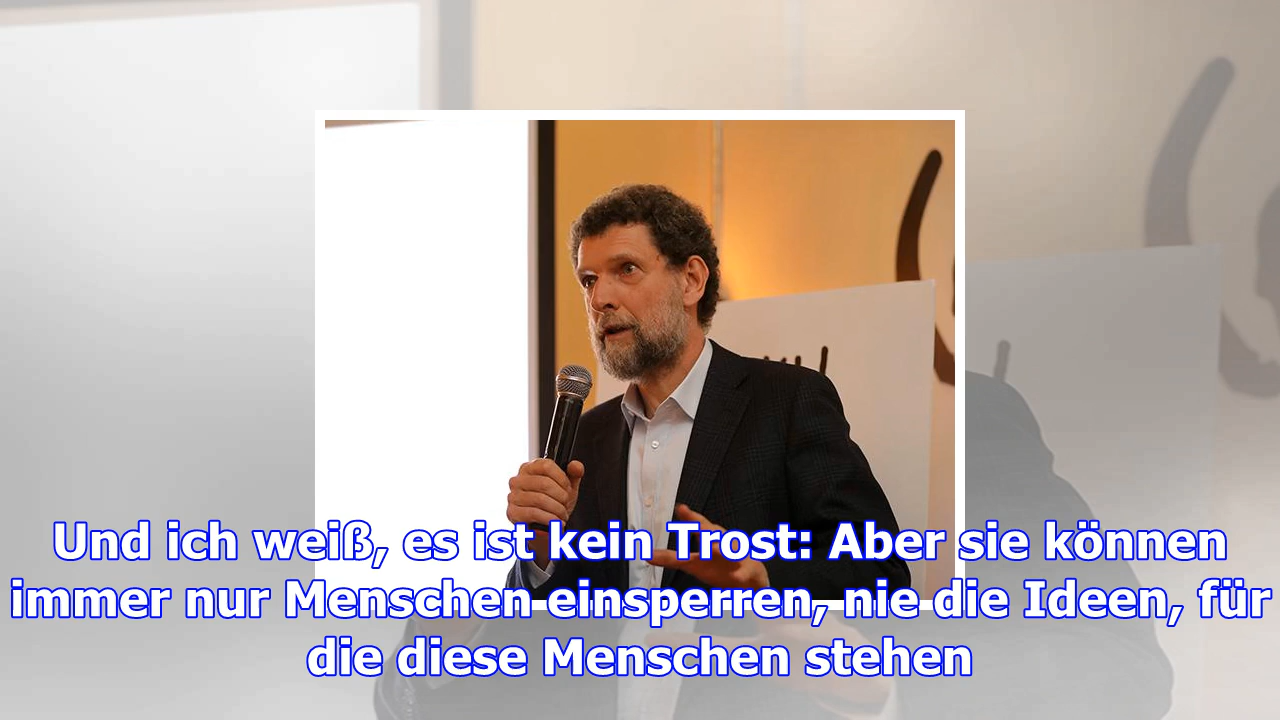 Und ich weiß, es ist kein Trost: Aber sie können
immer nur Menschen einsperren, nie die Ideen, für
die diese Menschen stehen